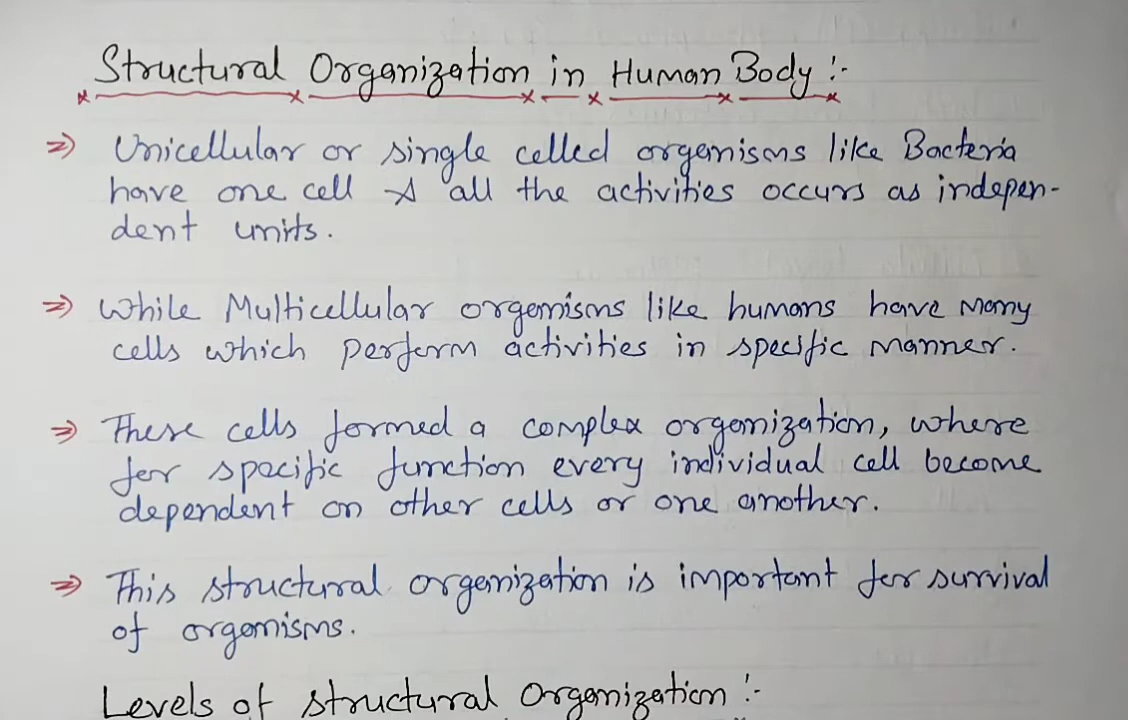 Structural Organization in Human Body :-
⇒ Unicellular or single celled organisms like Bacteria
have one cell & all the activities occurs as indepen-
dent units.
⇒ While Multicellular organisms like humans have many
cells which perform activities in specific manner.
⇒ These cells formed a complex organization, where
for spacific function every individual cell become
dependent on other cells or one another.
⇒ This structural organization is important for survival
of organisms.
Levels of structural Organization :-